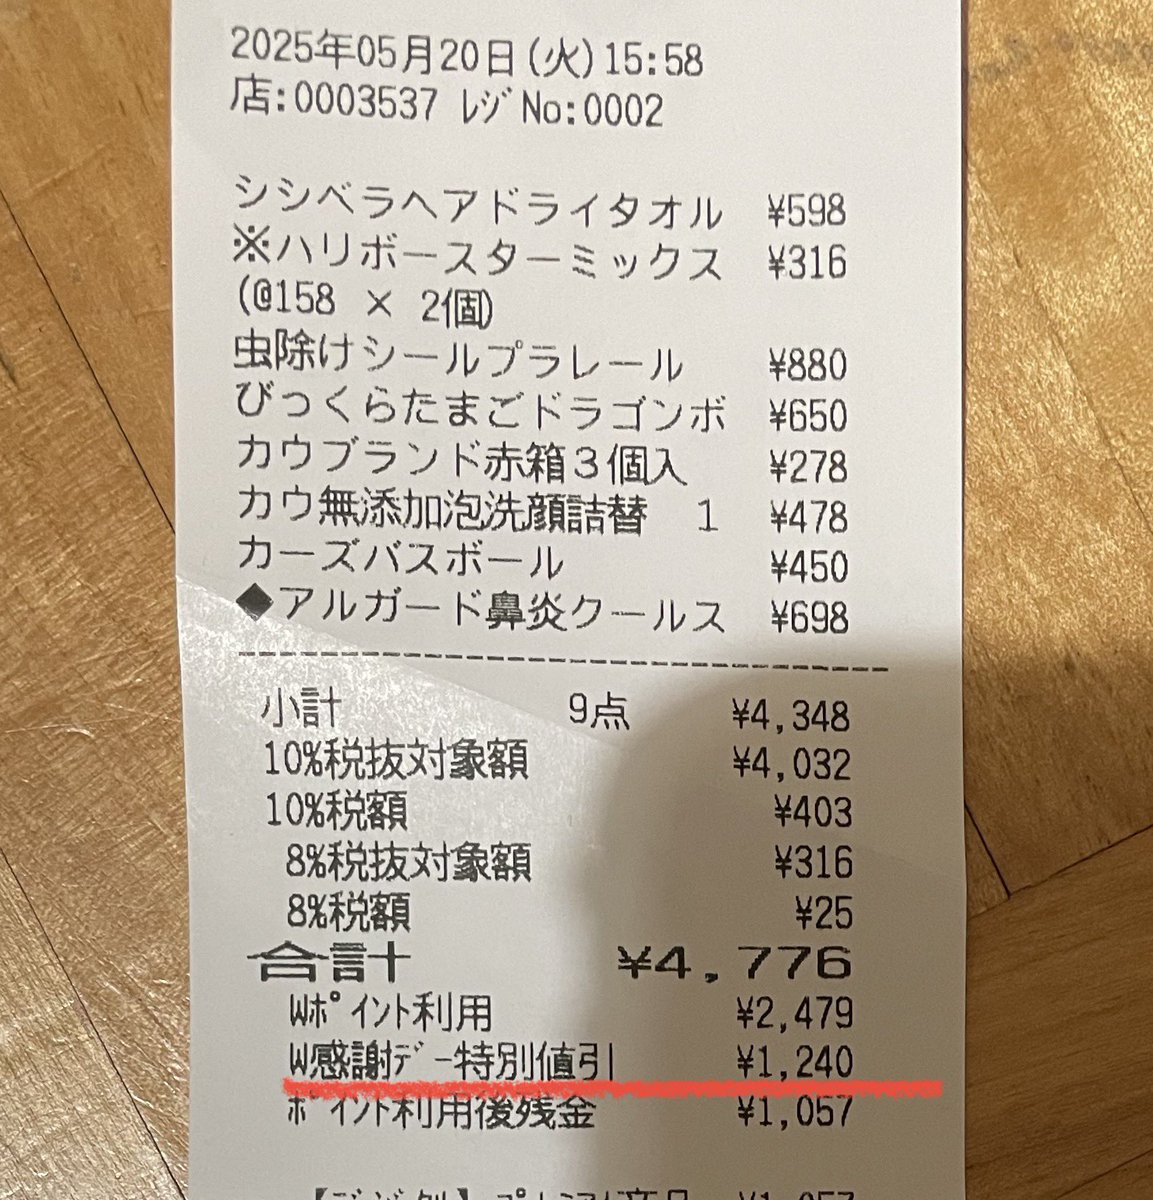 2025年05月20日(火)15:58
店:0003537 ﾚｼﾞNo:0002
シシベラヘアドライタオル ¥598
※ハリボースターミックス ¥316
(@158 × 2個)
虫除けシールプラレール ¥880
びっくらたまごドラゴンボ ¥650
カウブランド赤箱3個入 ¥278
カウ無添加泡洗顔詰替 1 ¥478
カーズバスボール ¥450
◆アルガード鼻炎クールス ¥698
小計 9点 ¥4,348
10%税抜対象額 ¥4,032
10%税額 ¥403
8%税抜対象額 ¥316
8%税額 ¥25
合計 ¥4,776
Wﾎﾟｲﾝﾄ利用 ¥2,479
W感謝ﾃﾞｰ特別値引 ¥1,240
ﾎﾟｲﾝﾄ利用後残金 ¥1,057